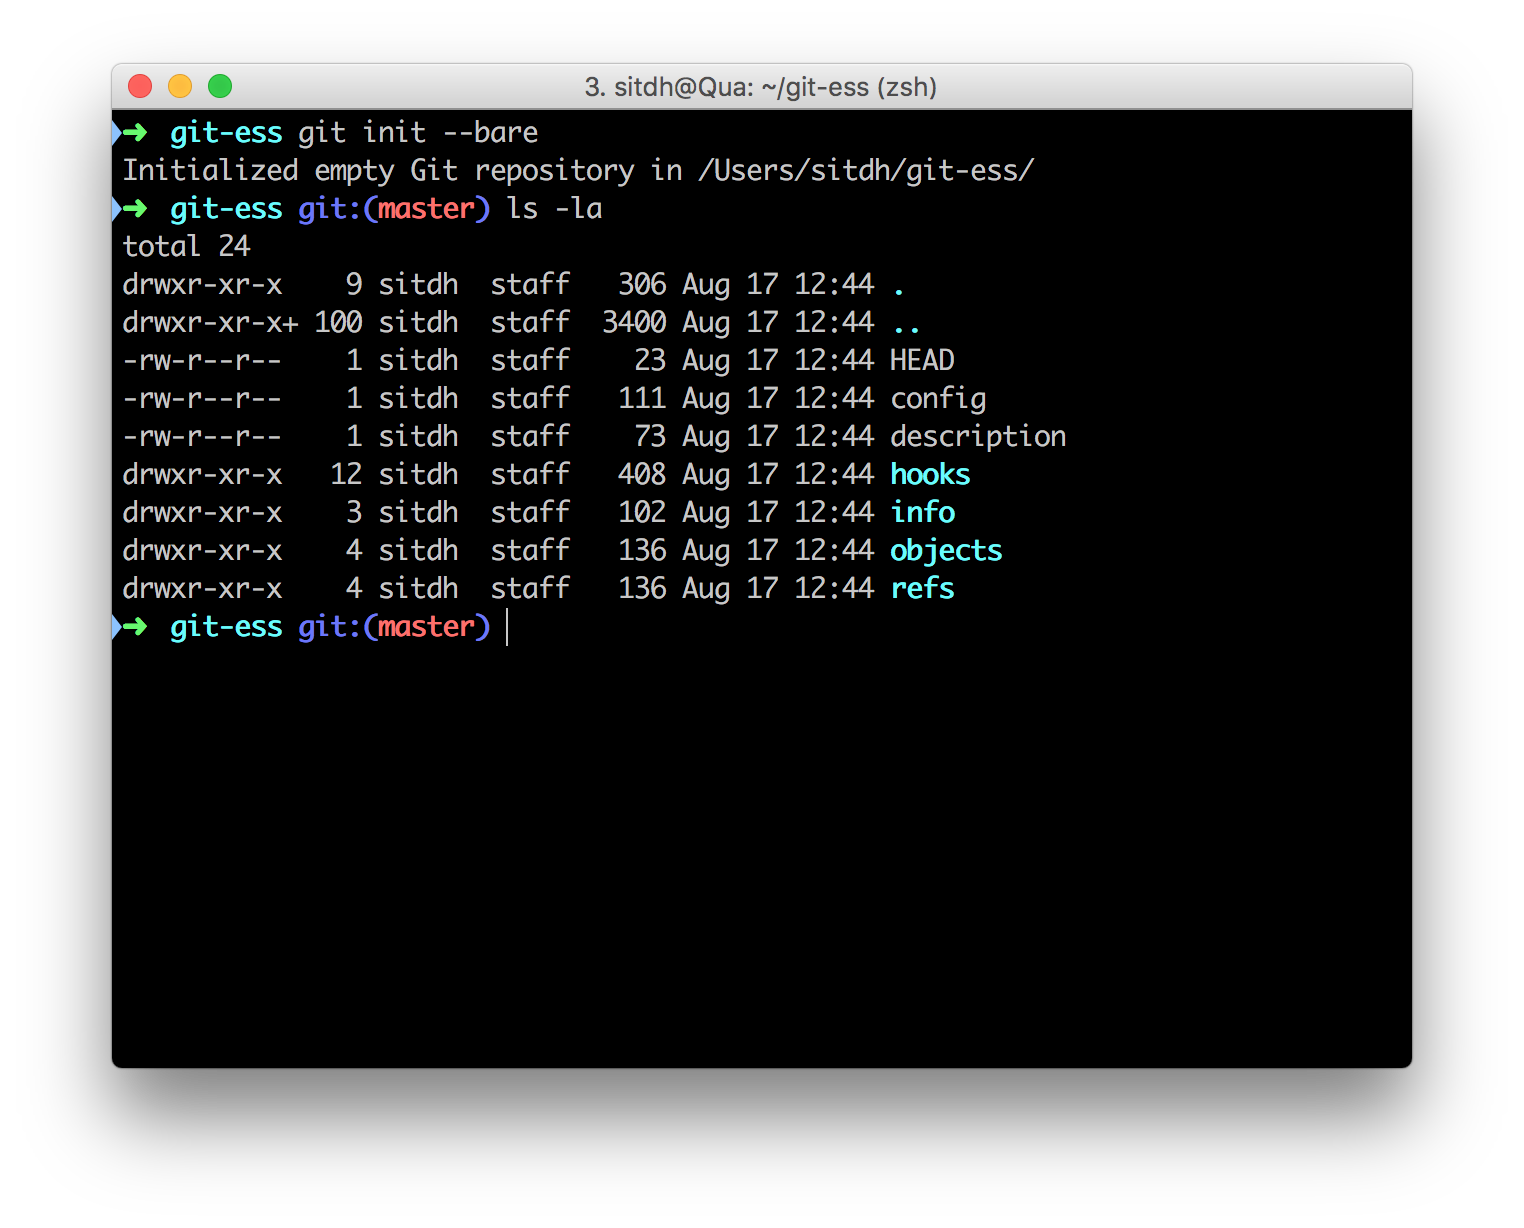 3. sitdh@Qua: ~/git-ess (zsh)
➜  git-ess git init --bare
Initialized empty Git repository in /Users/sitdh/git-ess/
➜  git-ess git:(master) ls -la
total 24
drwxr-xr-x    9 sitdh  staff   306 Aug 17 12:44 .
drwxr-xr-x+ 100 sitdh  staff  3400 Aug 17 12:44 ..
-rw-r--r--    1 sitdh  staff    23 Aug 17 12:44 HEAD
-rw-r--r--    1 sitdh  staff   111 Aug 17 12:44 config
-rw-r--r--    1 sitdh  staff    73 Aug 17 12:44 description
drwxr-xr-x   12 sitdh  staff   408 Aug 17 12:44 hooks
drwxr-xr-x    3 sitdh  staff   102 Aug 17 12:44 info
drwxr-xr-x    4 sitdh  staff   136 Aug 17 12:44 objects
drwxr-xr-x    4 sitdh  staff   136 Aug 17 12:44 refs
➜  git-ess git:(master)